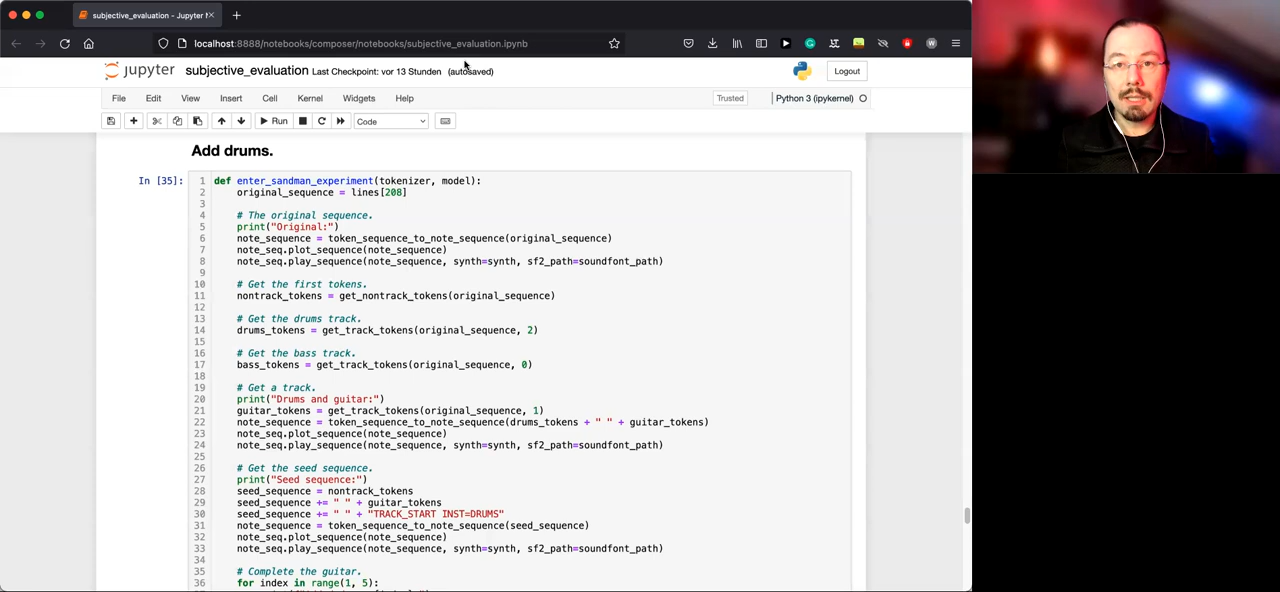 subjective_evaluation - Jupyter N
localhost:8888/notebooks/composer/notebooks/subjective_evaluation.ipynb
jupyter subjective_evaluation Last Checkpoint: vor 13 Stunden (autosaved)
Logout
File Edit View Insert Cell Kernel Widgets Help
Trusted
Python 3 (ipykernel)
Run
Code
Add drums.
In [35]:
1 def enter_sandman_experiment(tokenizer, model):
2 original_sequence = lines[208]
3
4 # The original sequence.
5 print("Original:")
6 note_sequence = token_sequence_to_note_sequence(original_sequence)
7 note_seq.plot_sequence(note_sequence)
8 note_seq.play_sequence(note_sequence, synth=synth, sf2_path=soundfont_path)
9
10 # Get the first tokens.
11 nontrack_tokens = get_nontrack_tokens(original_sequence)
12
13 # Get the drums track.
14 drums_tokens = get_track_tokens(original_sequence, 2)
15
16 # Get the bass track.
17 bass_tokens = get_track_tokens(original_sequence, 0)
18
19 # Get a track.
20 print("Drums and guitar:")
21 guitar_tokens = get_track_tokens(original_sequence, 1)
22 note_sequence = token_sequence_to_note_sequence(drums_tokens + " " + guitar_tokens)
23 note_seq.plot_sequence(note_sequence)
24 note_seq.play_sequence(note_sequence, synth=synth, sf2_path=soundfont_path)
25
26 # Get the seed sequence.
27 print("Seed sequence:")
28 seed_sequence = nontrack_tokens
29 seed_sequence += " " + guitar_tokens
30 seed_sequence += " " + "TRACK_START INST=DRUMS"
31 note_sequence = token_sequence_to_note_sequence(seed_sequence)
32 note_seq.plot_sequence(note_sequence)
33 note_seq.play_sequence(note_sequence, synth=synth, sf2_path=soundfont_path)
34
35 # Complete the guitar.
36 for index in range(1, 5):